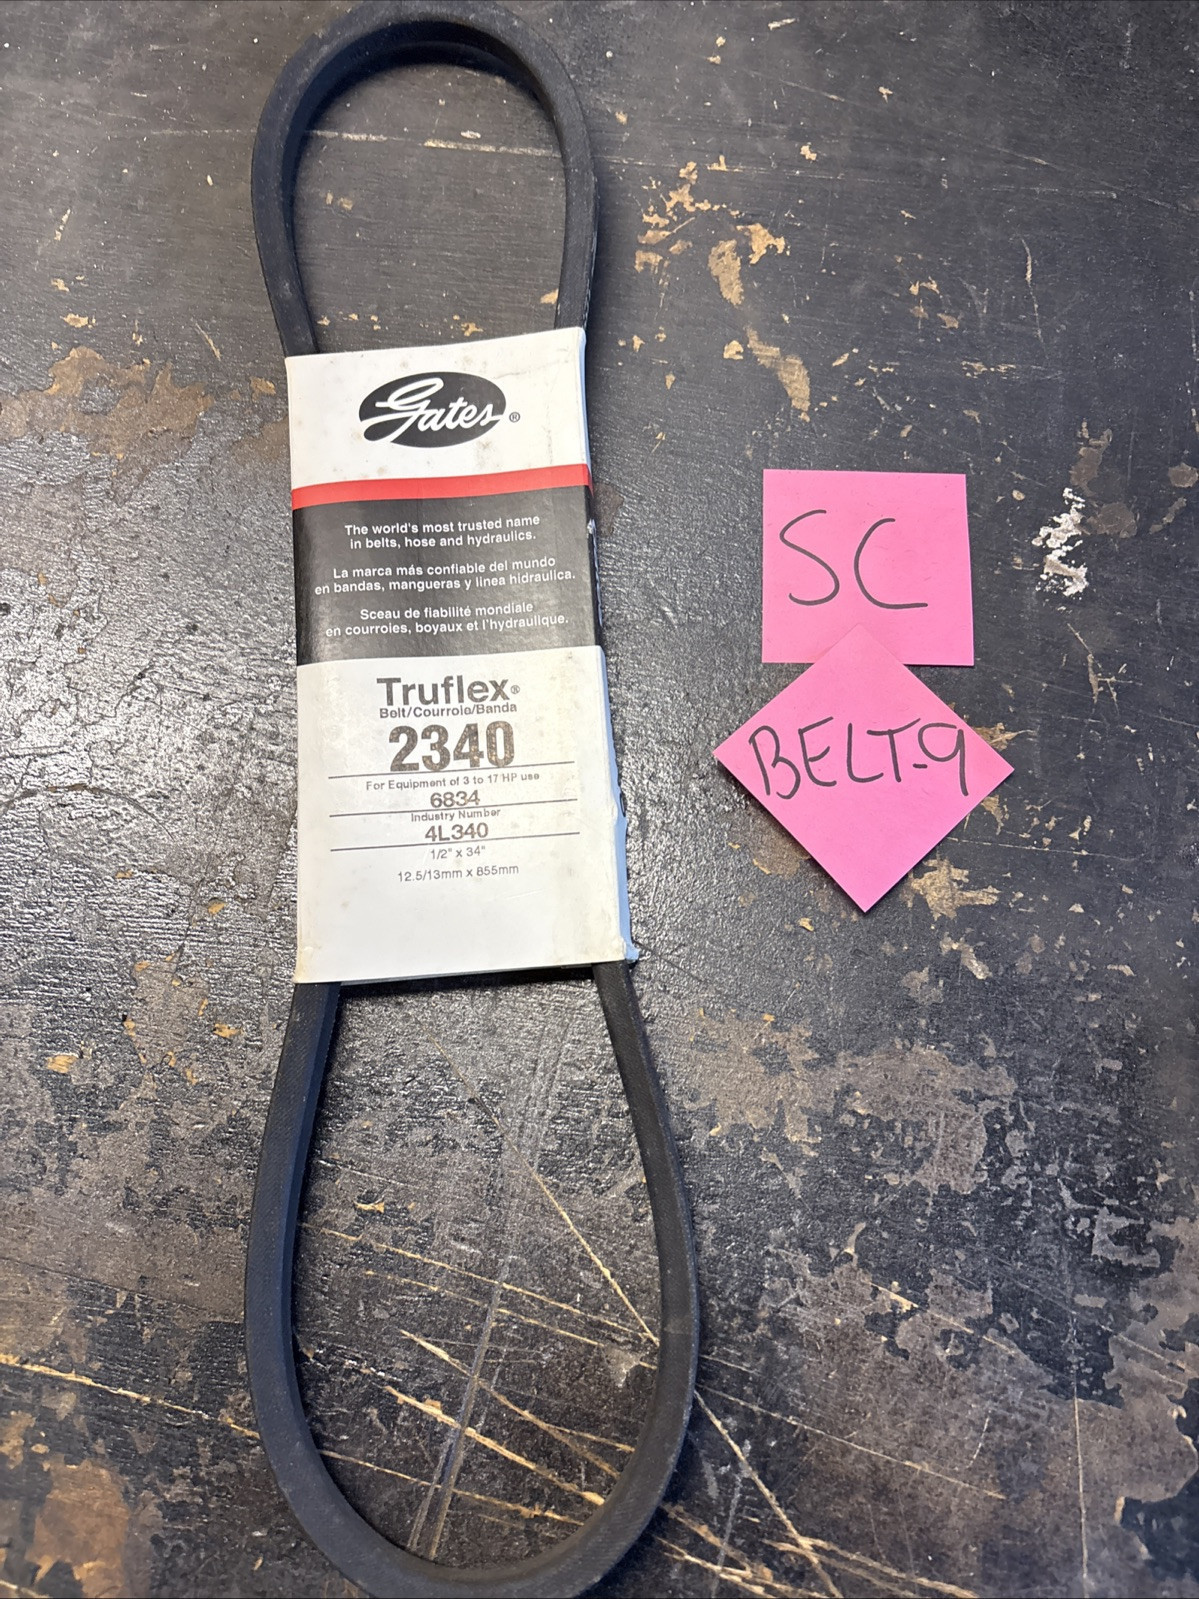 Gates®
The world's most trusted name
in belts, hose and hydraulics.
La marca más confiable del mundo
en bandas, mangueras y linea hidraulica.
Sceau de fiabilité mondiale
en courroies, boyaux et l'hydraulique.
Truflex®
Belt/Courroie/Banda
2340
For Equipment of 3 to 17 HP use
6834
Industry Number
4L340
1/2" x 34"
12.5/13mm x 855mm
SC
BELT-9